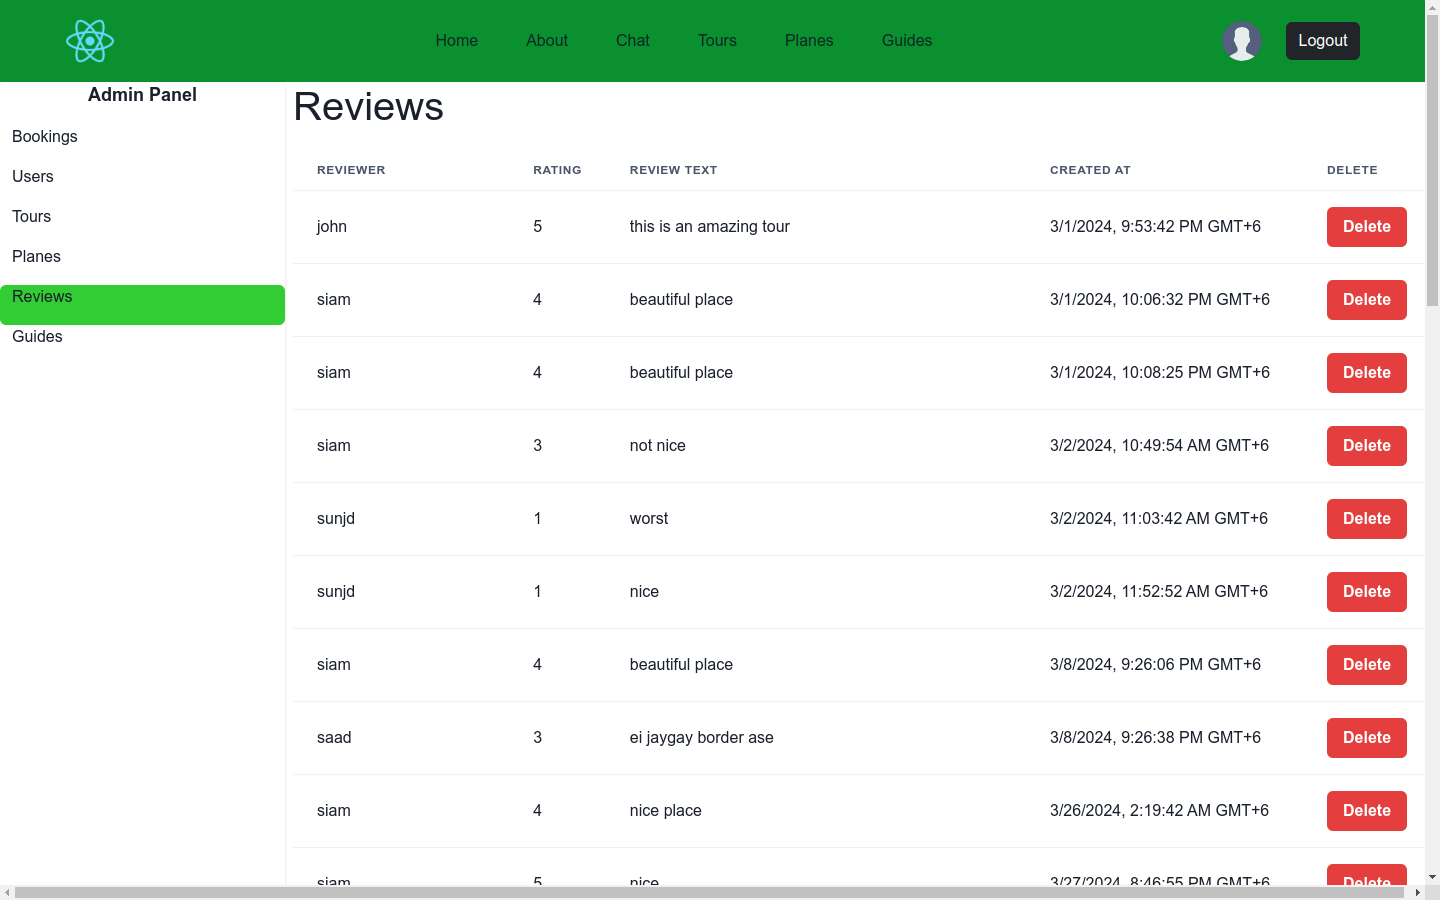 Home About Chat Tours Planes Guides Logout
Admin Panel
Bookings
Users
Tours
Planes
Reviews
Guides
Reviews
REVIEWER RATING REVIEW TEXT CREATED AT DELETE
john 5 this is an amazing tour 3/1/2024, 9:53:42 PM GMT+6 Delete
siam 4 beautiful place 3/1/2024, 10:06:32 PM GMT+6 Delete
siam 4 beautiful place 3/1/2024, 10:08:25 PM GMT+6 Delete
siam 3 not nice 3/2/2024, 10:49:54 AM GMT+6 Delete
sunjd 1 worst 3/2/2024, 11:03:42 AM GMT+6 Delete
sunjd 1 nice 3/2/2024, 11:52:52 AM GMT+6 Delete
siam 4 beautiful place 3/8/2024, 9:26:06 PM GMT+6 Delete
saad 3 ei jaygay border ase 3/8/2024, 9:26:38 PM GMT+6 Delete
siam 4 nice place 3/26/2024, 2:19:42 AM GMT+6 Delete
siam 5 nice 3/27/2024, 8:46:55 PM GMT+6 Delete